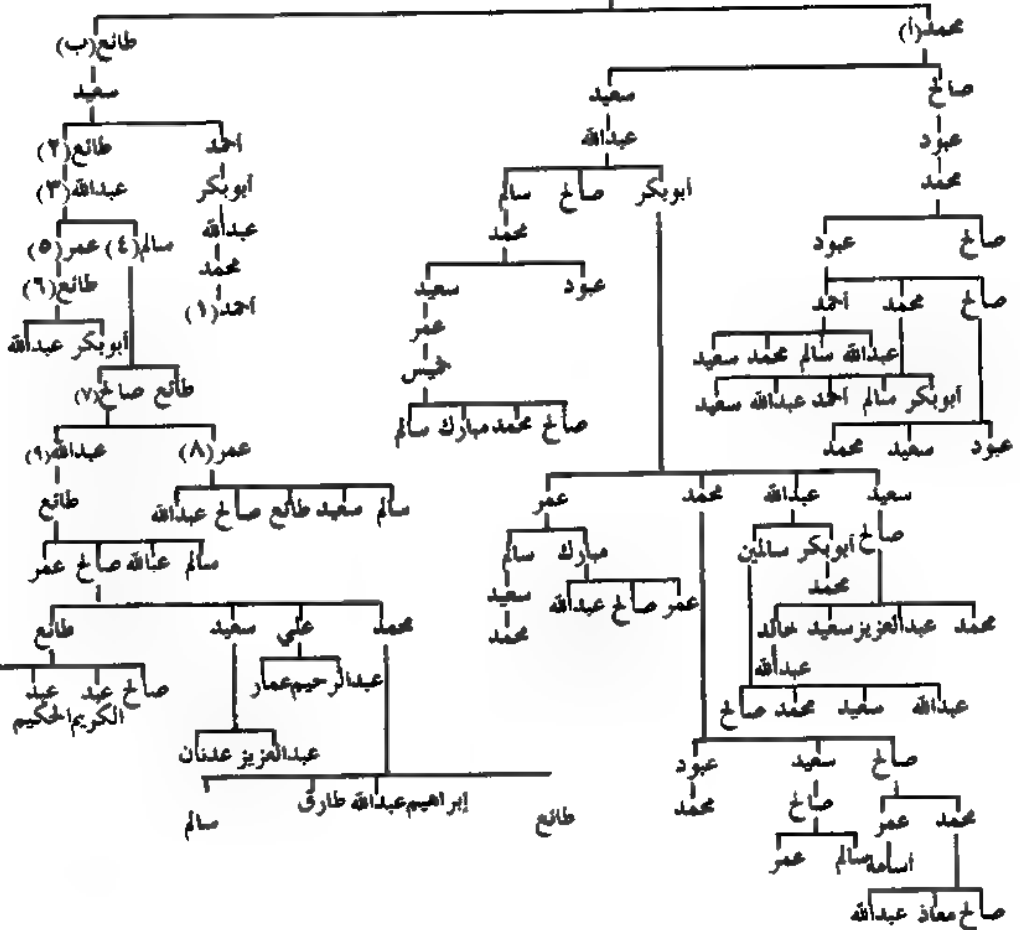 محمد (أ) طائع (ب)
صالح سعيد سعيد
عبود عبدالله أحمد طائع (٢)
محمد أبوبكر صالح سالم أبوبكر عبدالله (٣)
صالح عبود محمد عبدالله سالم (٤) عمر (٥)
عبود سعيد محمد طائع (٦)
صالح محمد أحمد عمر أحمد (١)
عبدالله سالم محمد سعيد خميس أبوبكر عبدالله
أبوبكر سالم أحمد عبدالله سعيد طائع صالح (٧)
عبود سعيد محمد صالح محمد مبارك سالم عمر (٨) عبدالله (٩)
سعيد عبدالله محمد عمر سالم سعيد طائع صالح عبدالله طائع
صالح أبوبكر سالمين مبارك سالم سالم عبالله صالح عمر
محمد عمر صالح عبدالله سعيد
محمد عبدالعزيز سعيد خالد محمد محمد علي سعيد طائع
عبدالله عبدالرحيم عمار صالح عبد الكريم عبد الحكيم
عبدالله سعيد محمد صالح
صالح سعيد عبود عبدالعزيز عدنان
محمد عمر صالح محمد طائع إبراهيم عبدالله طارق سالم
أسامة سالم عمر
صالح معاذ عبدالله